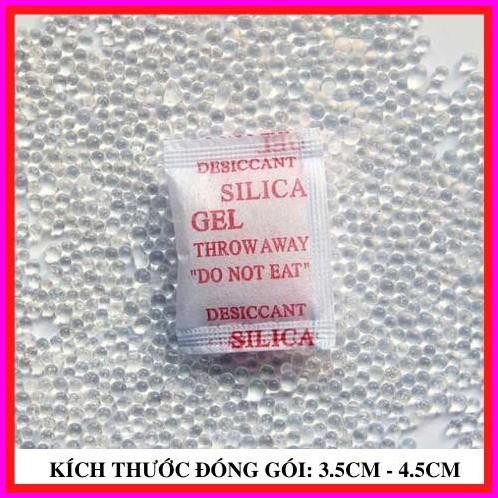 DESICCANT
SILICA
GEL
THROW AWAY
"DO NOT EAT"
DESICCANT
SILICA
KÍCH THƯỚC ĐÓNG GÓI: 3.5CM - 4.5CM